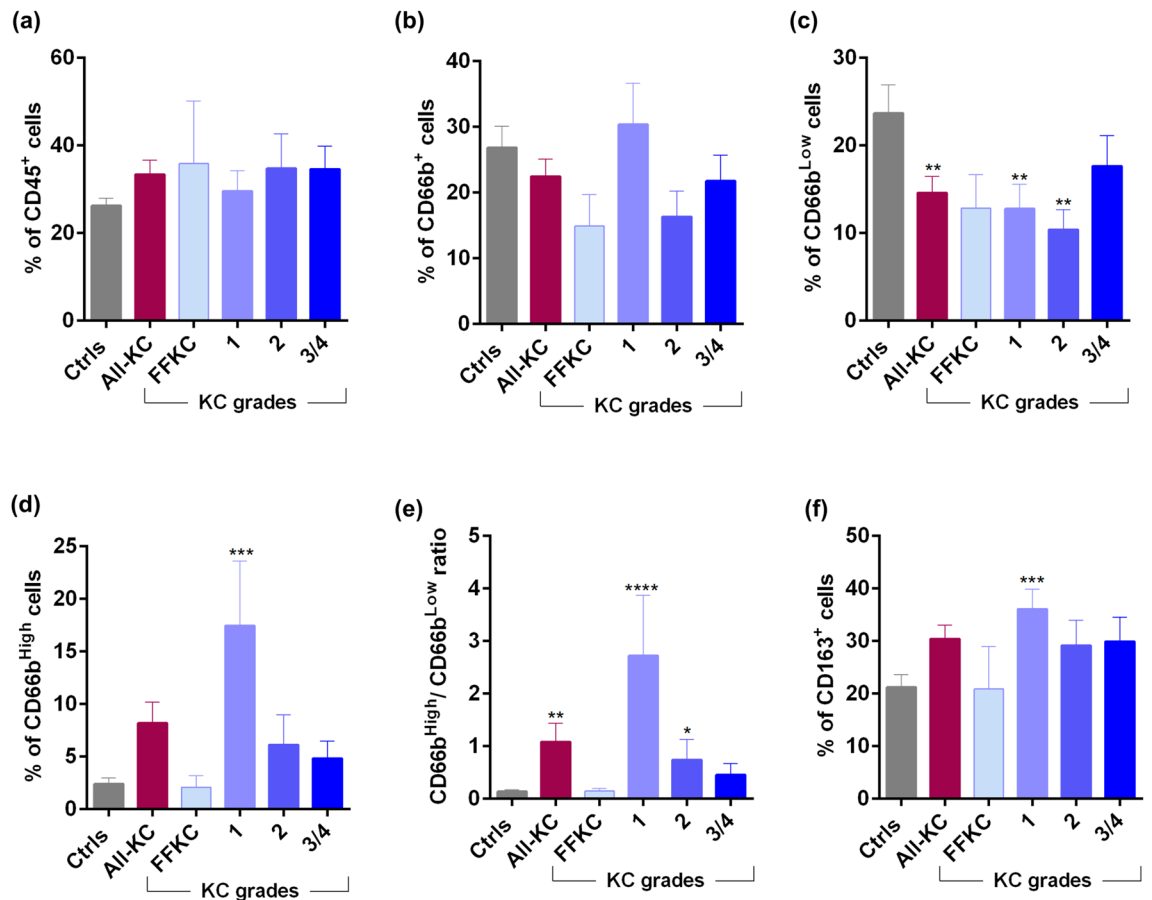 (a)
% of CD45⁺ cells
60
40
20
0
Ctrls
All-KC
FFKC
1
2
3/4
KC grades
(b)
% of CD66b⁺ cells
40
30
20
10
0
Ctrls
All-KC
FFKC
1
2
3/4
KC grades
(c)
% of CD66bᴸᵒʷ cells
30
20
10
0
**
**
**
Ctrls
All-KC
FFKC
1
2
3/4
KC grades
(d)
% of CD66bᴴⁱᵍʰ cells
25
20
15
10
5
0
***
Ctrls
All-KC
FFKC
1
2
3/4
KC grades
(e)
CD66bᴴⁱᵍʰ/ CD66bᴸᵒʷ ratio
5
4
3
2
1
0
**
****
*
Ctrls
All-KC
FFKC
1
2
3/4
KC grades
(f)
% of CD163⁺ cells
50
40
30
20
10
0
***
Ctrls
All-KC
FFKC
1
2
3/4
KC grades